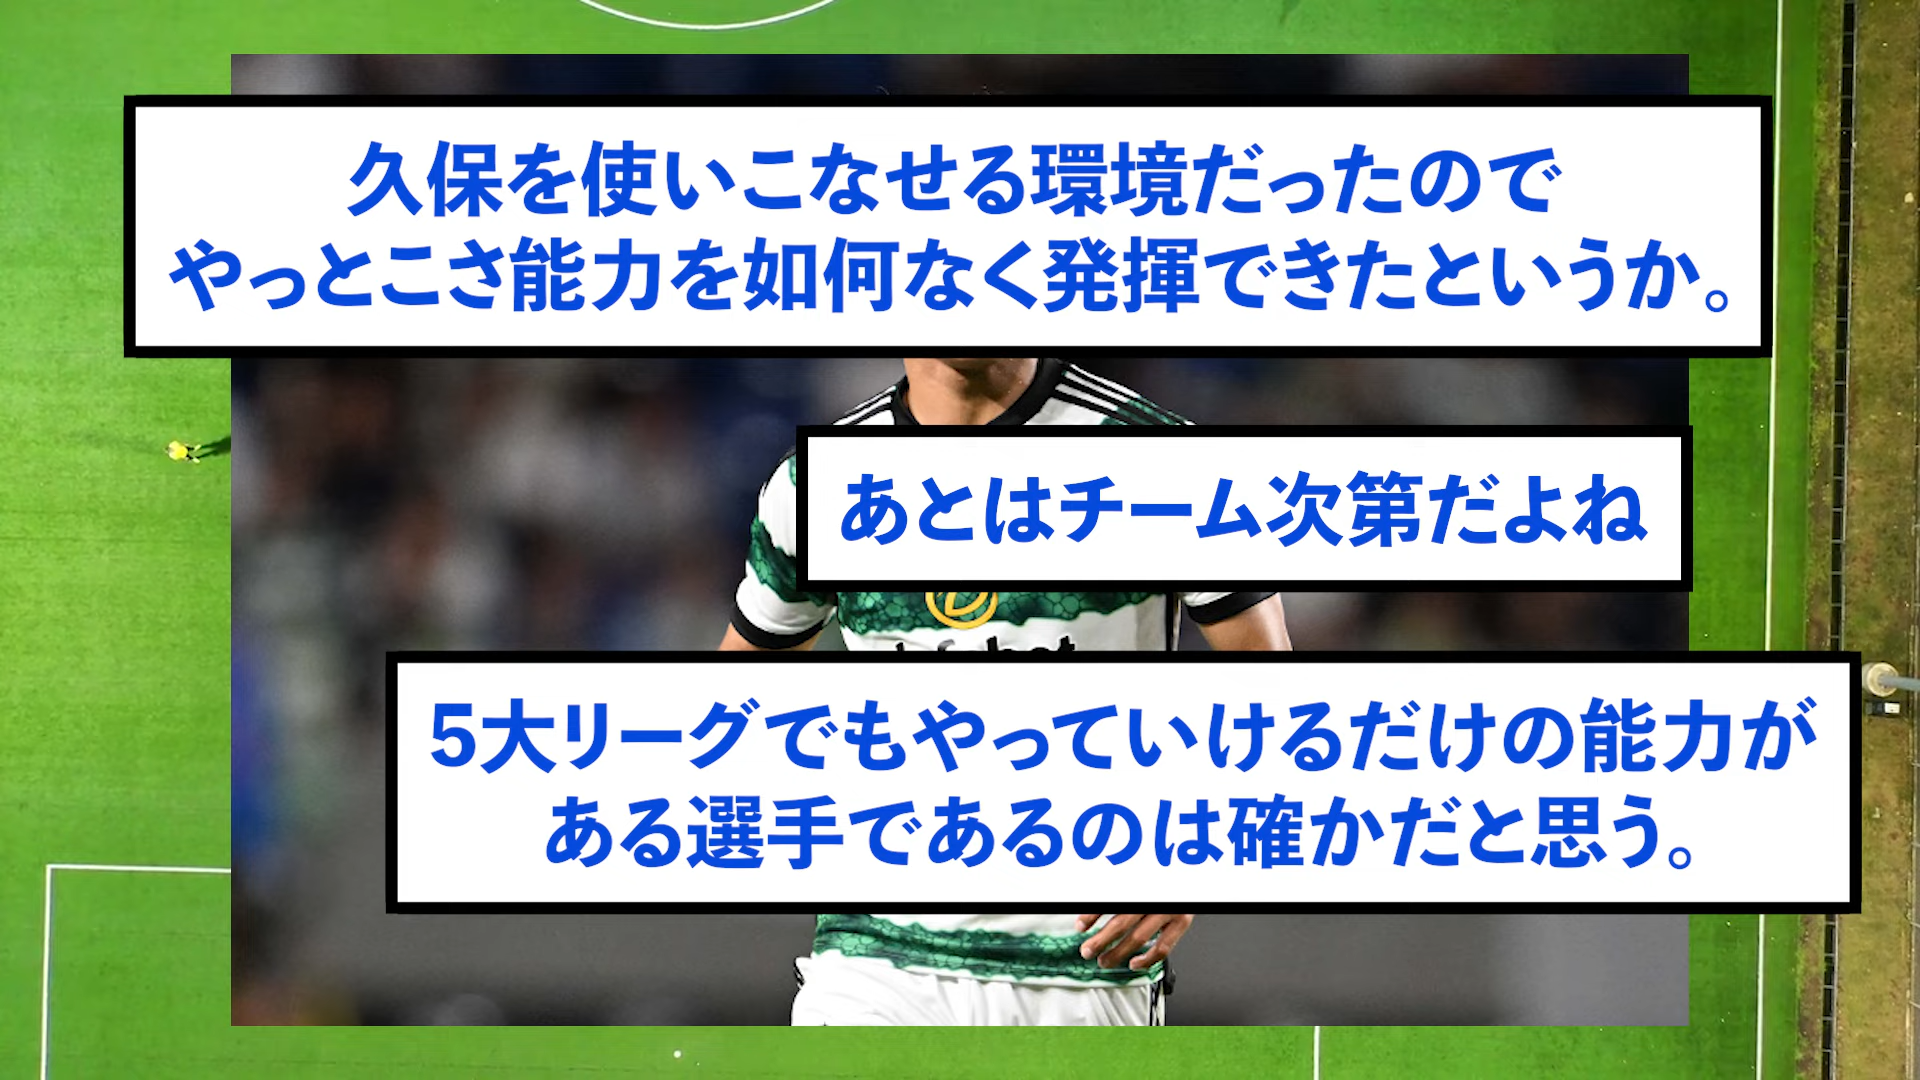 久保を使いこなせる環境だったので
やっとこさ能力を如何なく発揮できたというか。
あとはチーム次第だよね
5大リーグでもやっていけるだけの能力が
ある選手であるのは確かだと思う。